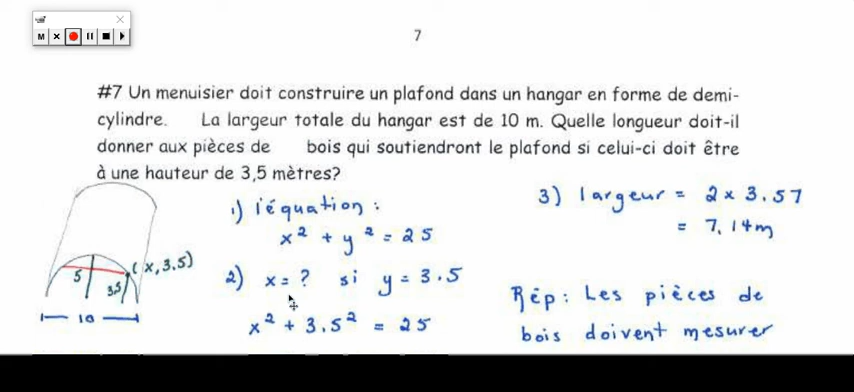 7
#7 Un menuisier doit construire un plafond dans un hangar en forme de demi-
cylindre. La largeur totale du hangar est de 10 m. Quelle longueur doit-il
donner aux pièces de bois qui soutiendront le plafond si celui-ci doit être
à une hauteur de 3,5 mètres?
1) l'équation :
x² + y² = 25
2) x = ? si y = 3.5
x² + 3.5² = 25
(x, 3.5)
5
3.5
10
3) largeur = 2 x 3.57
= 7.14m
Rép : Les pièces de
bois doivent mesurer